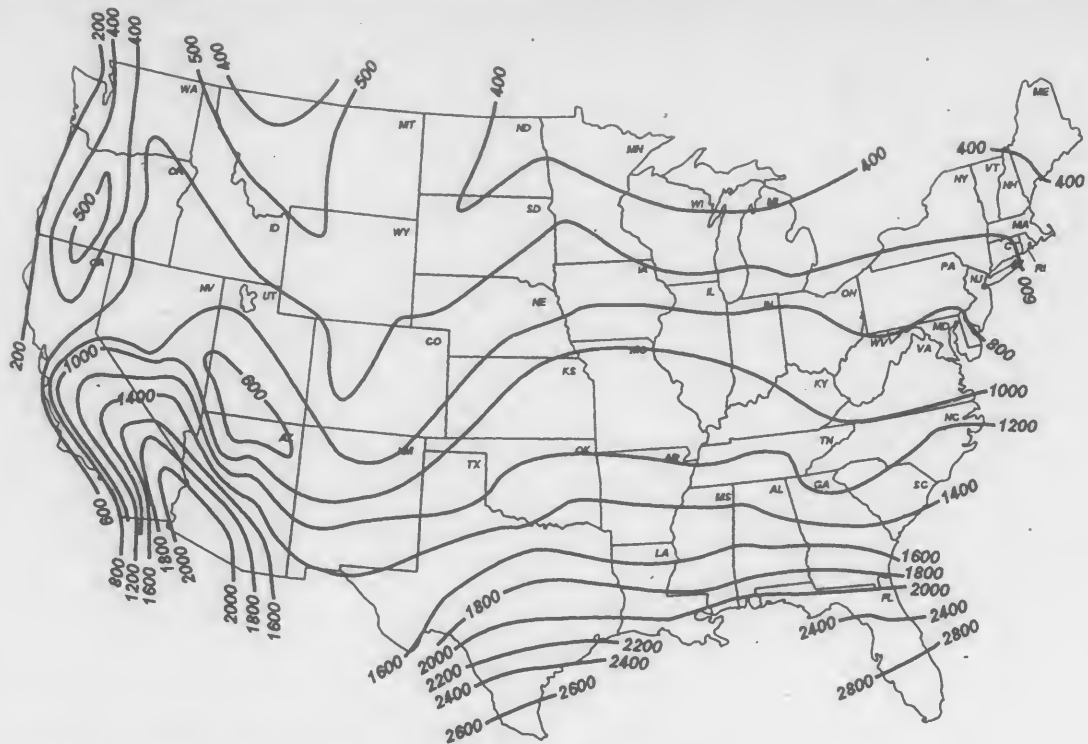 200
400
400
500
400
500
400
WA
MT
ND
MN
ME
OR
ID
WY
SD
WI
MI
400
NY
VT
NH
400
400
MA
RI
500
CA
NV
UT
NE
IA
IL
IN
OH
PA
NJ
600
200
1000
CO
KS
MO
KY
WV
MD
VA
800
1400
800
AZ
NM
TX
OK
AR
TN
NC
1000
1200
MS
AL
GA
SC
1400
600
800
1200
1600
1800
2000
2000
1800
1600
LA
1600
1800
2000
FL
1800
1600
2000
2200
2400
2600
2200
2400
2600
2400
2400
2800
2800